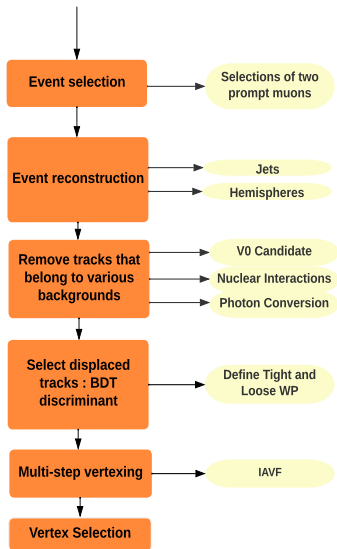 Event selection
Selections of two
prompt muons
Event reconstruction
Jets
Hemispheres
Remove tracks that
belong to various
backgrounds
V0 Candidate
Nuclear Interactions
Photon Conversion
Select displaced
tracks : BDT
discriminant
Define Tight and
Loose WP
Multi-step vertexing
IAVF
Vertex Selection